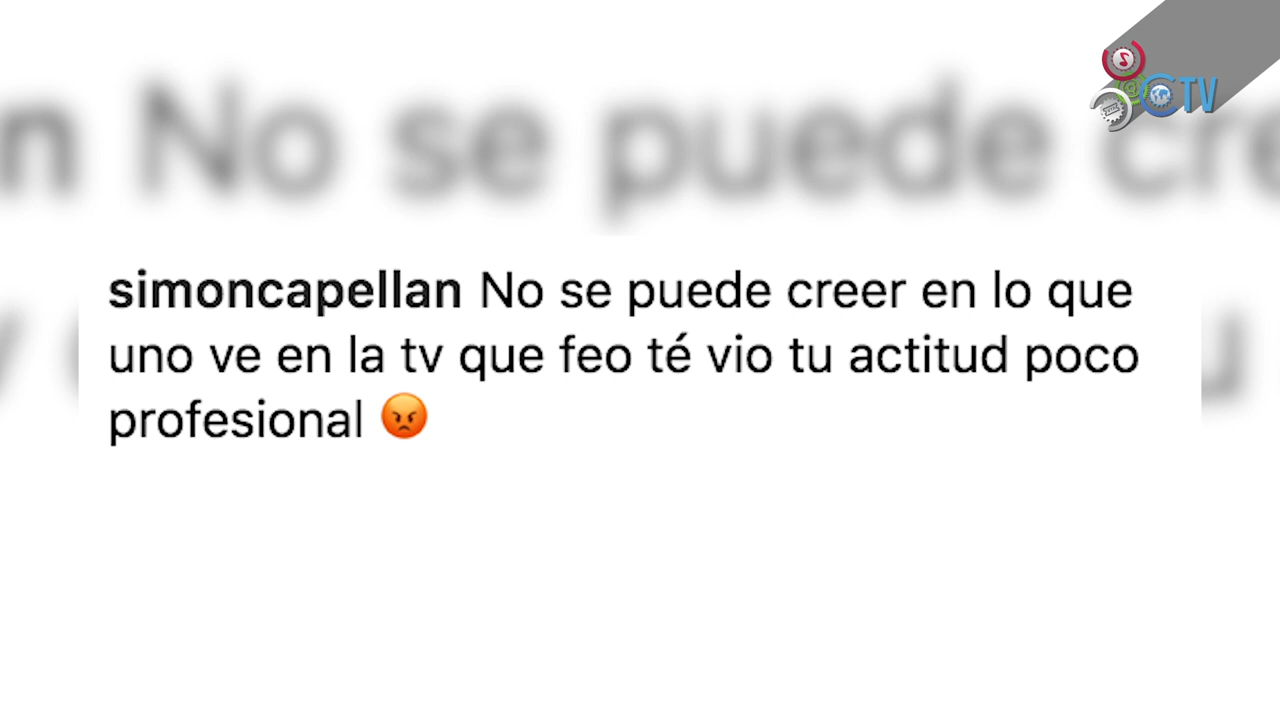 TV
simoncapellan No se puede creer en lo que
uno ve en la tv que feo té vio tu actitud poco
profesional 😡